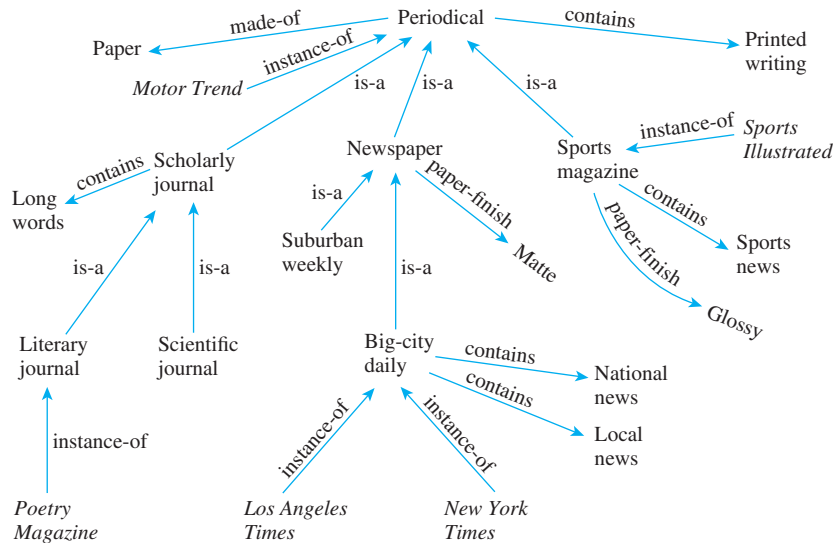 Periodical
made-of
contains
Paper
Printed
writing
instance-of
Motor Trend
is-a
is-a
is-a
instance-of
Sports
Illustrated
Scholarly
journal
Newspaper
Sports
magazine
contains
Long
words
is-a
paper-finish
contains
paper-finish
Suburban
weekly
Matte
Sports
news
is-a
is-a
is-a
Glossy
Literary
journal
Scientific
journal
Big-city
daily
contains
National
news
contains
Local
news
instance-of
instance-of
instance-of
Poetry
Magazine
Los Angeles
Times
New York
Times